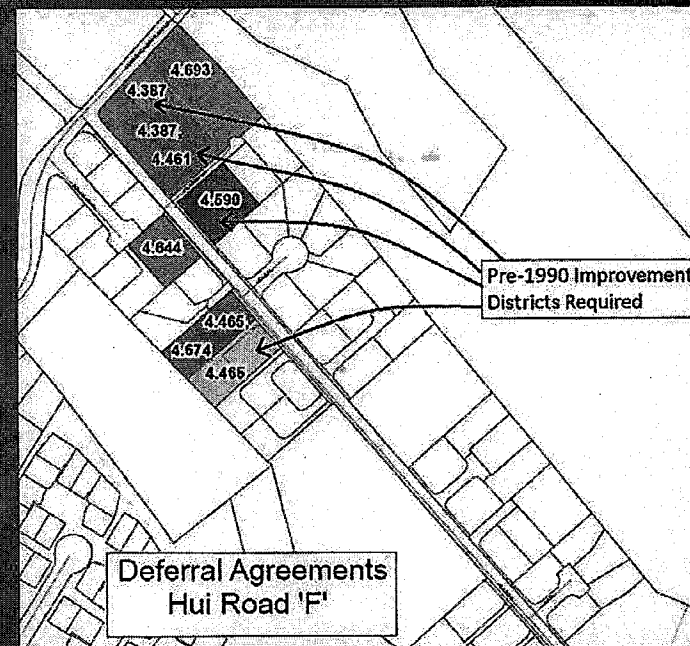 4.693
4.387
4.387,
4.461
4.590
4.644
Pre-1990 Improvement
Districts Required
4.465,
4.674
4.465
Deferral Agreements
Hui Road 'F'